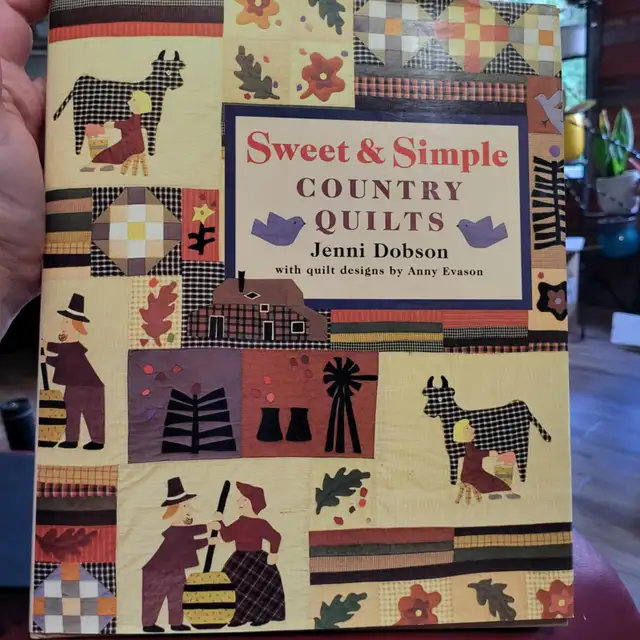 Sweet & Simple
COUNTRY
QUILTS
Jenni Dobson
with quilt designs by Anny Evason